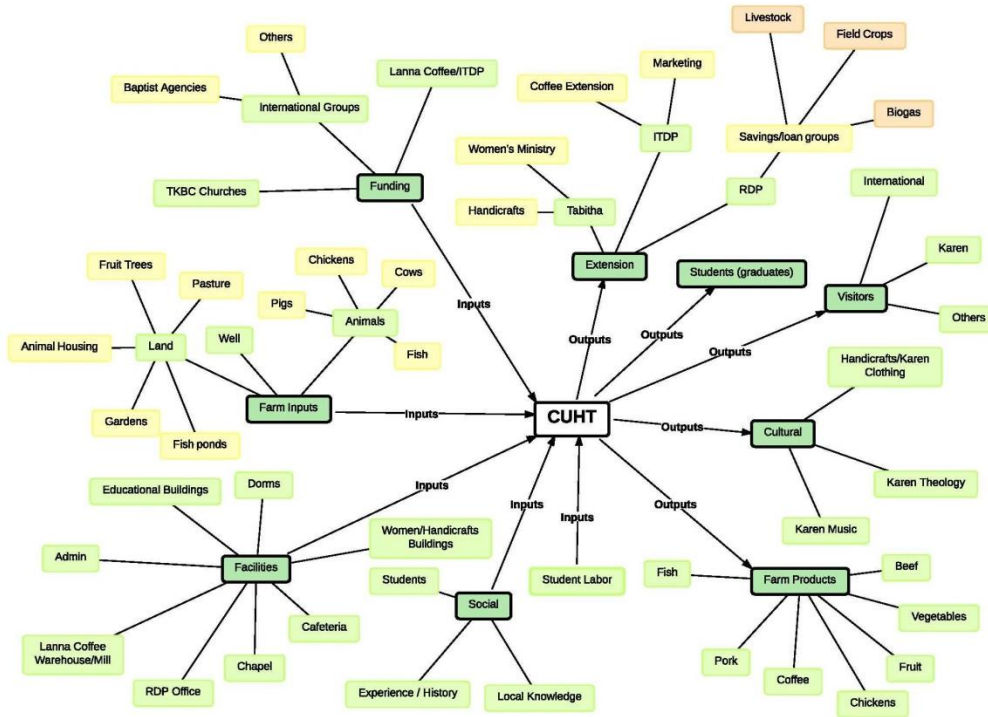 Livestock
Field Crops
Others
Lanna Coffee/ITDP
Marketing
Baptist Agencies
Coffee Extension
International Groups
Biogas
ITDP
Savings/loan groups
Women's Ministry
International
TKBC Churches
Funding
RDP
Handicrafts
Tabitha
Karen
Chickens
Fruit Trees
Cows
Extension
Students (graduates)
Pasture
Visitors
Pigs
Inputs
Animals
Others
Well
Outputs
Outputs
Outputs
Animal Housing
Land
Fish
Handicrafts/Karen
Clothing
Farm Inputs
Inputs
CUHT
Outputs
Cultural
Gardens
Fish ponds
Dorms
Inputs
Karen Theology
Educational Buildings
Inputs
Outputs
Women/Handicrafts
Buildings
Inputs
Karen Music
Admin
Facilities
Students
Student Labor
Fish
Farm Products
Beef
Social
Vegetables
Cafeteria
Lanna Coffee
Warehouse/Mill
Chapel
Pork
Fruit
RDP Office
Experience / History
Local Knowledge
Coffee
Chickens